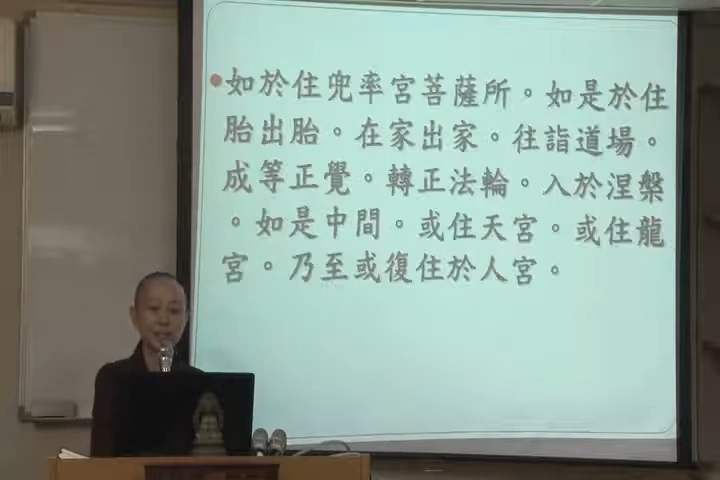 如於住兜率宮菩薩所。如是於住
胎出胎。在家出家。往詣道場。
成等正覺。轉正法輪。入於涅槃
。如是中間。或住天宮。或住龍
宮。乃至或復住於人宮。